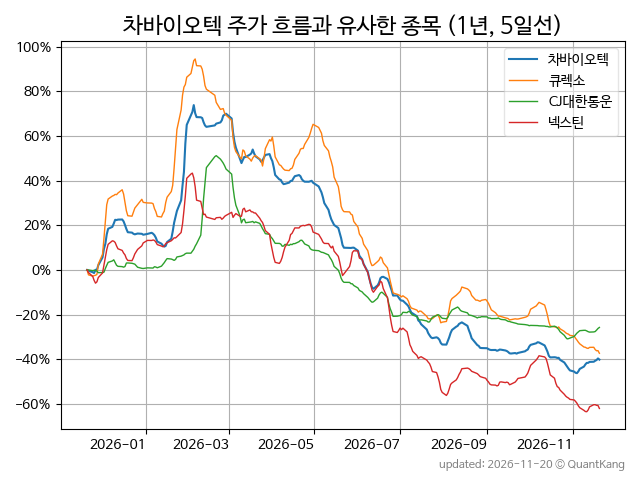 차바이오텍 주가 흐름과 유사한 종목 (1년, 5일선)
차바이오텍
큐렉소
CJ대한통운
넥스틴
100%
80%
60%
40%
20%
0%
−20%
−40%
−60%
2026-01 2026-03 2026-05 2026-07 2026-09 2026-11
updated: 2026-11-20 © QuantKang